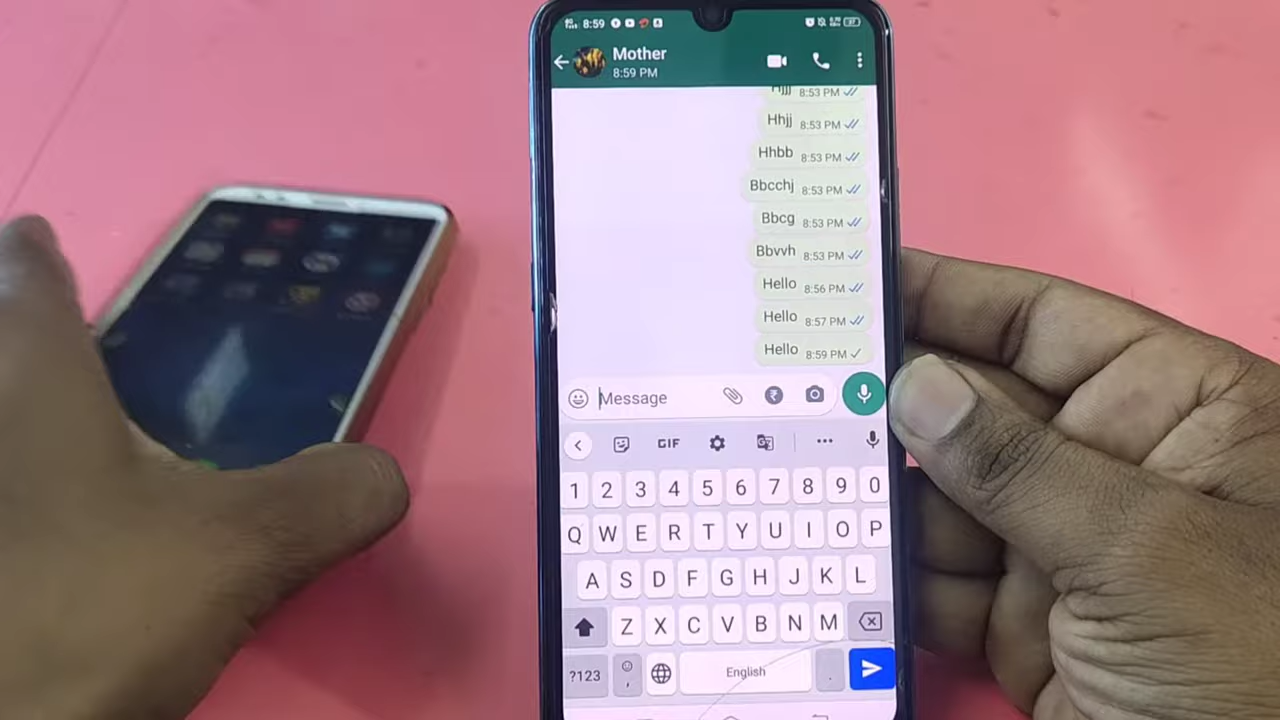 8:59
Mother
8:59 PM
Hjjj 8:53 PM
Hhjj 8:53 PM
Hhbb 8:53 PM
Bbcchj 8:53 PM
Bbcg 8:53 PM
Bbvvh 8:53 PM
Hello 8:56 PM
Hello 8:57 PM
Hello 8:59 PM
Message ₹
GIF
1 2 3 4 5 6 7 8 9 0
Q W E R T Y U I O P
A S D F G H J K L
Z X C V B N M
?123 , English .